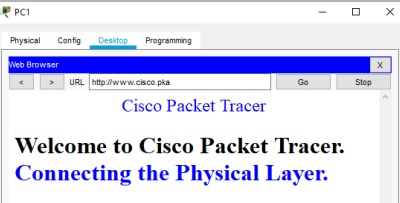 PC1
Physical Config Desktop Programming
Web Browser X
< > URL http://www.cisco.pka Go Stop
Cisco Packet Tracer
Welcome to Cisco Packet Tracer.
Connecting the Physical Layer.